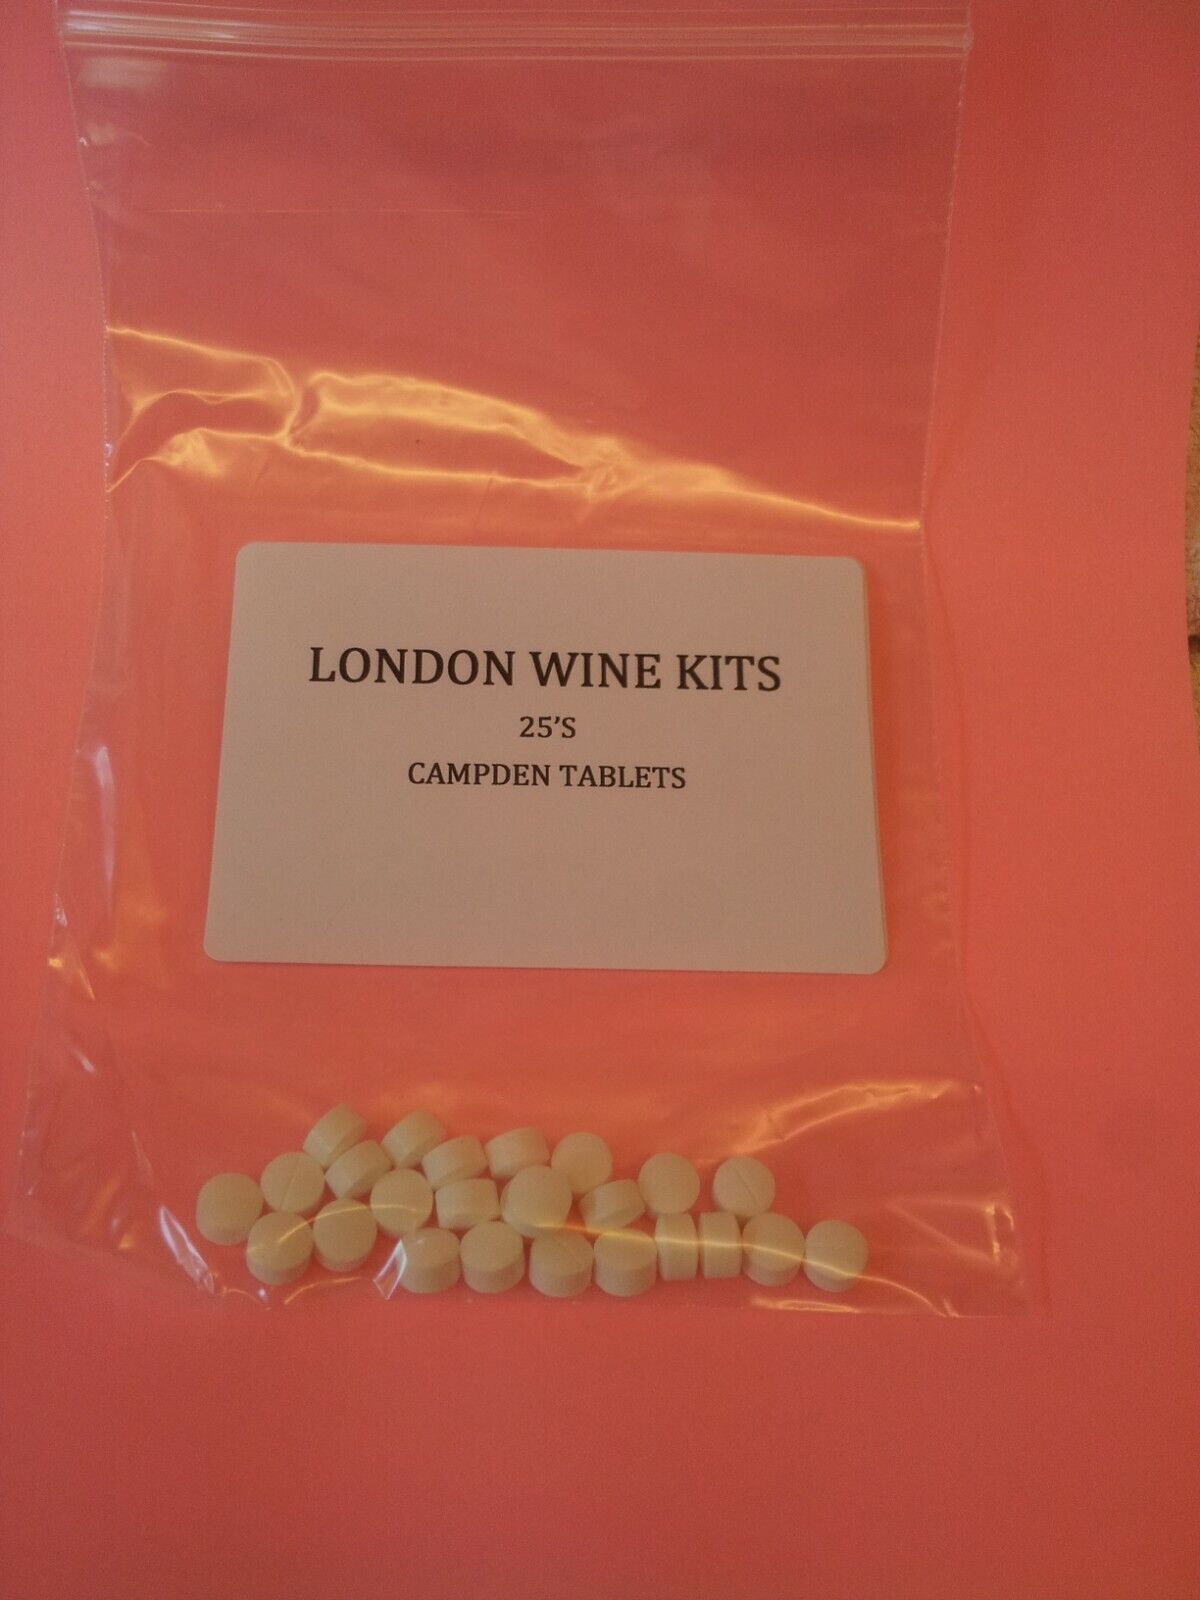 LONDON WINE KITS
25'S
CAMPDEN TABLETS